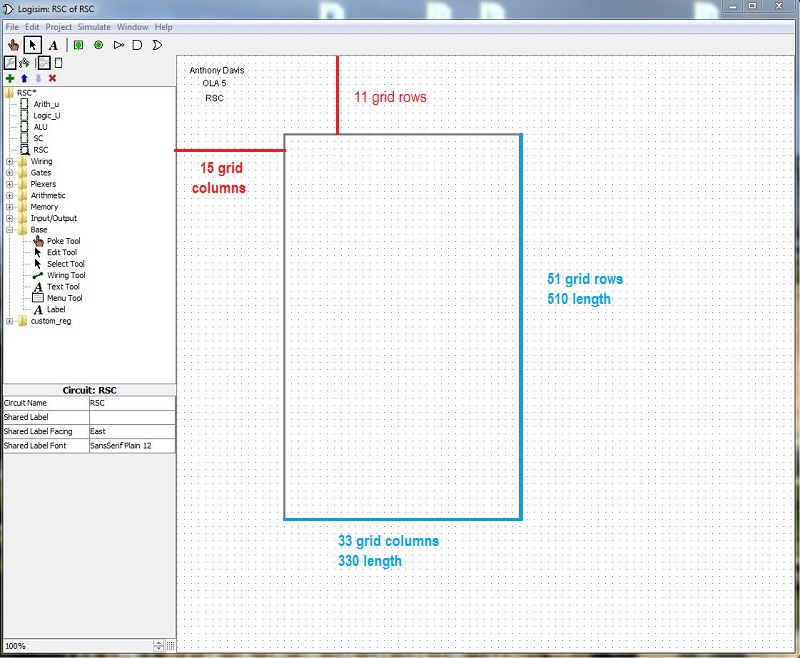 Logisim: RSC of RSC
File Edit Project Simulate Window Help
A
RSC*
Arith_u
Logic_U
ALU
SC
RSC
Wiring
Gates
Plexers
Arithmetic
Memory
Input/Output
Base
Poke Tool
Edit Tool
Select Tool
Wiring Tool
A Text Tool
Menu Tool
A Label
custom_reg
Circuit: RSC
Circuit Name RSC
Shared Label
Shared Label Facing East
Shared Label Font SansSerif Plain 12
100%
Anthony Davis
OLA 5
RSC
11 grid rows
15 grid
columns
51 grid rows
510 length
33 grid columns
330 length